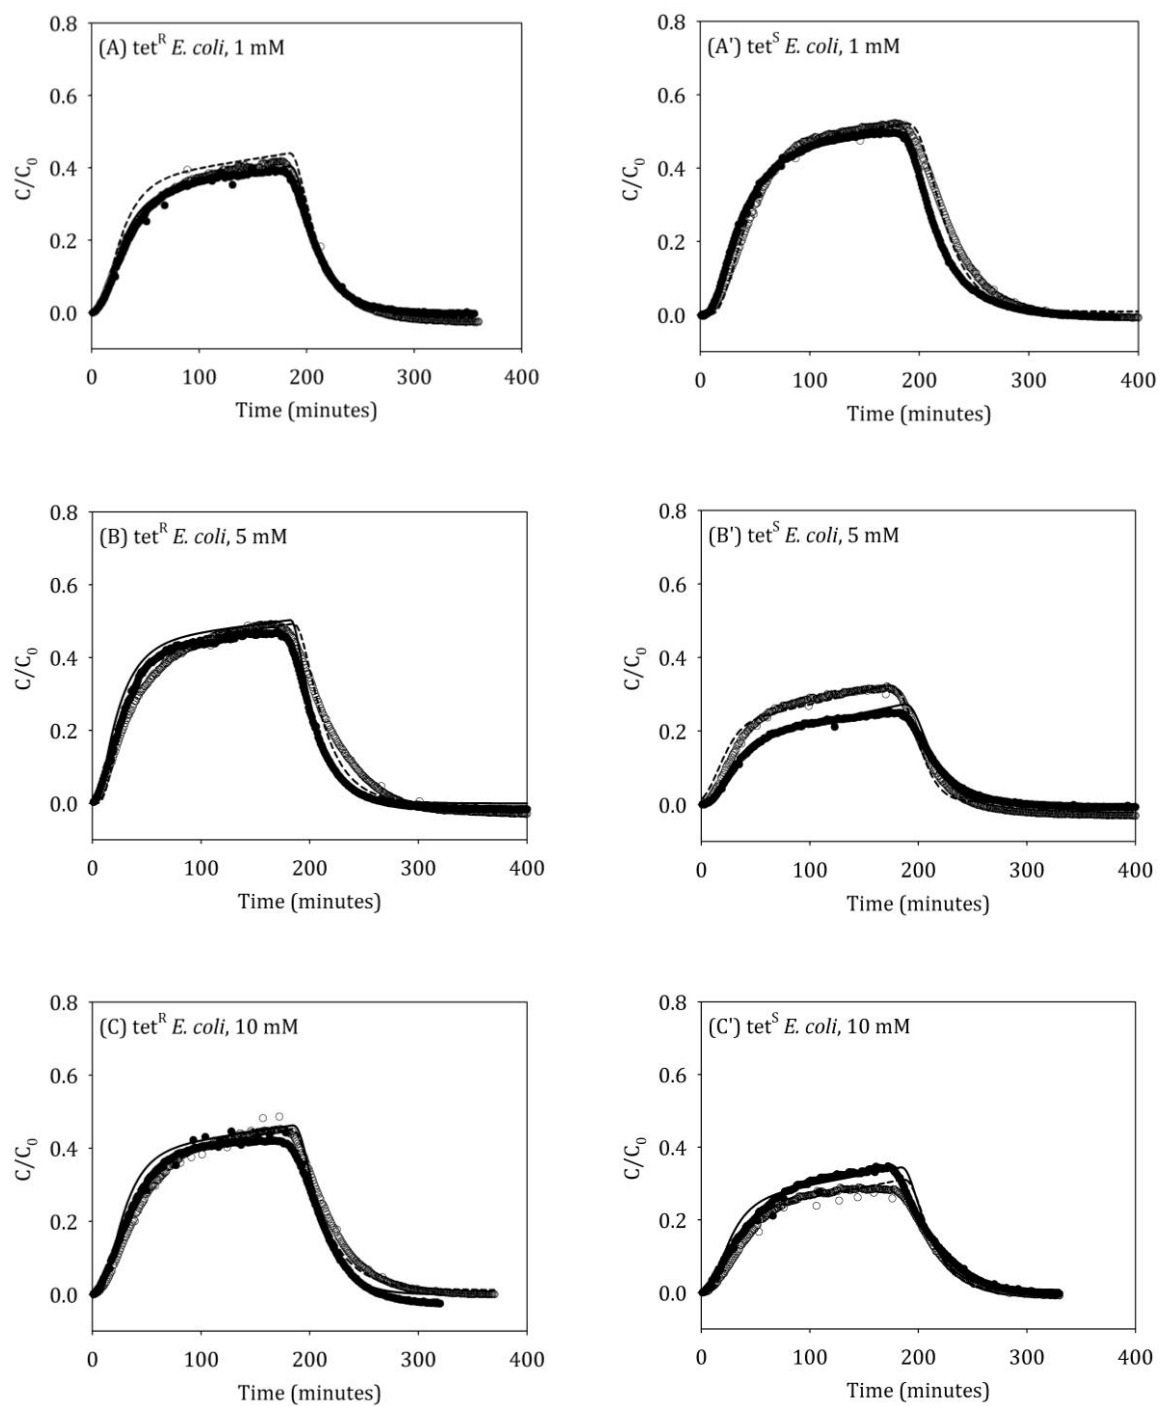 0.8
(A) tet^R E. coli, 1 mM
0.6
0.4
C/C₀
0.2
0.0
0 100 200 300 400
Time (minutes)
0.8
(A') tet^S E. coli, 1 mM
0.6
0.4
C/C₀
0.2
0.0
0 100 200 300 400
Time (minutes)
0.8
(B) tet^R E. coli, 5 mM
0.6
0.4
C/C₀
0.2
0.0
0 100 200 300 400
Time (minutes)
0.8
(B') tet^S E. coli, 5 mM
0.6
0.4
C/C₀
0.2
0.0
0 100 200 300 400
Time (minutes)
0.8
(C) tet^R E. coli, 10 mM
0.6
0.4
C/C₀
0.2
0.0
0 100 200 300 400
Time (minutes)
0.8
(C') tet^S E. coli, 10 mM
0.6
0.4
C/C₀
0.2
0.0
0 100 200 300 400
Time (minutes)